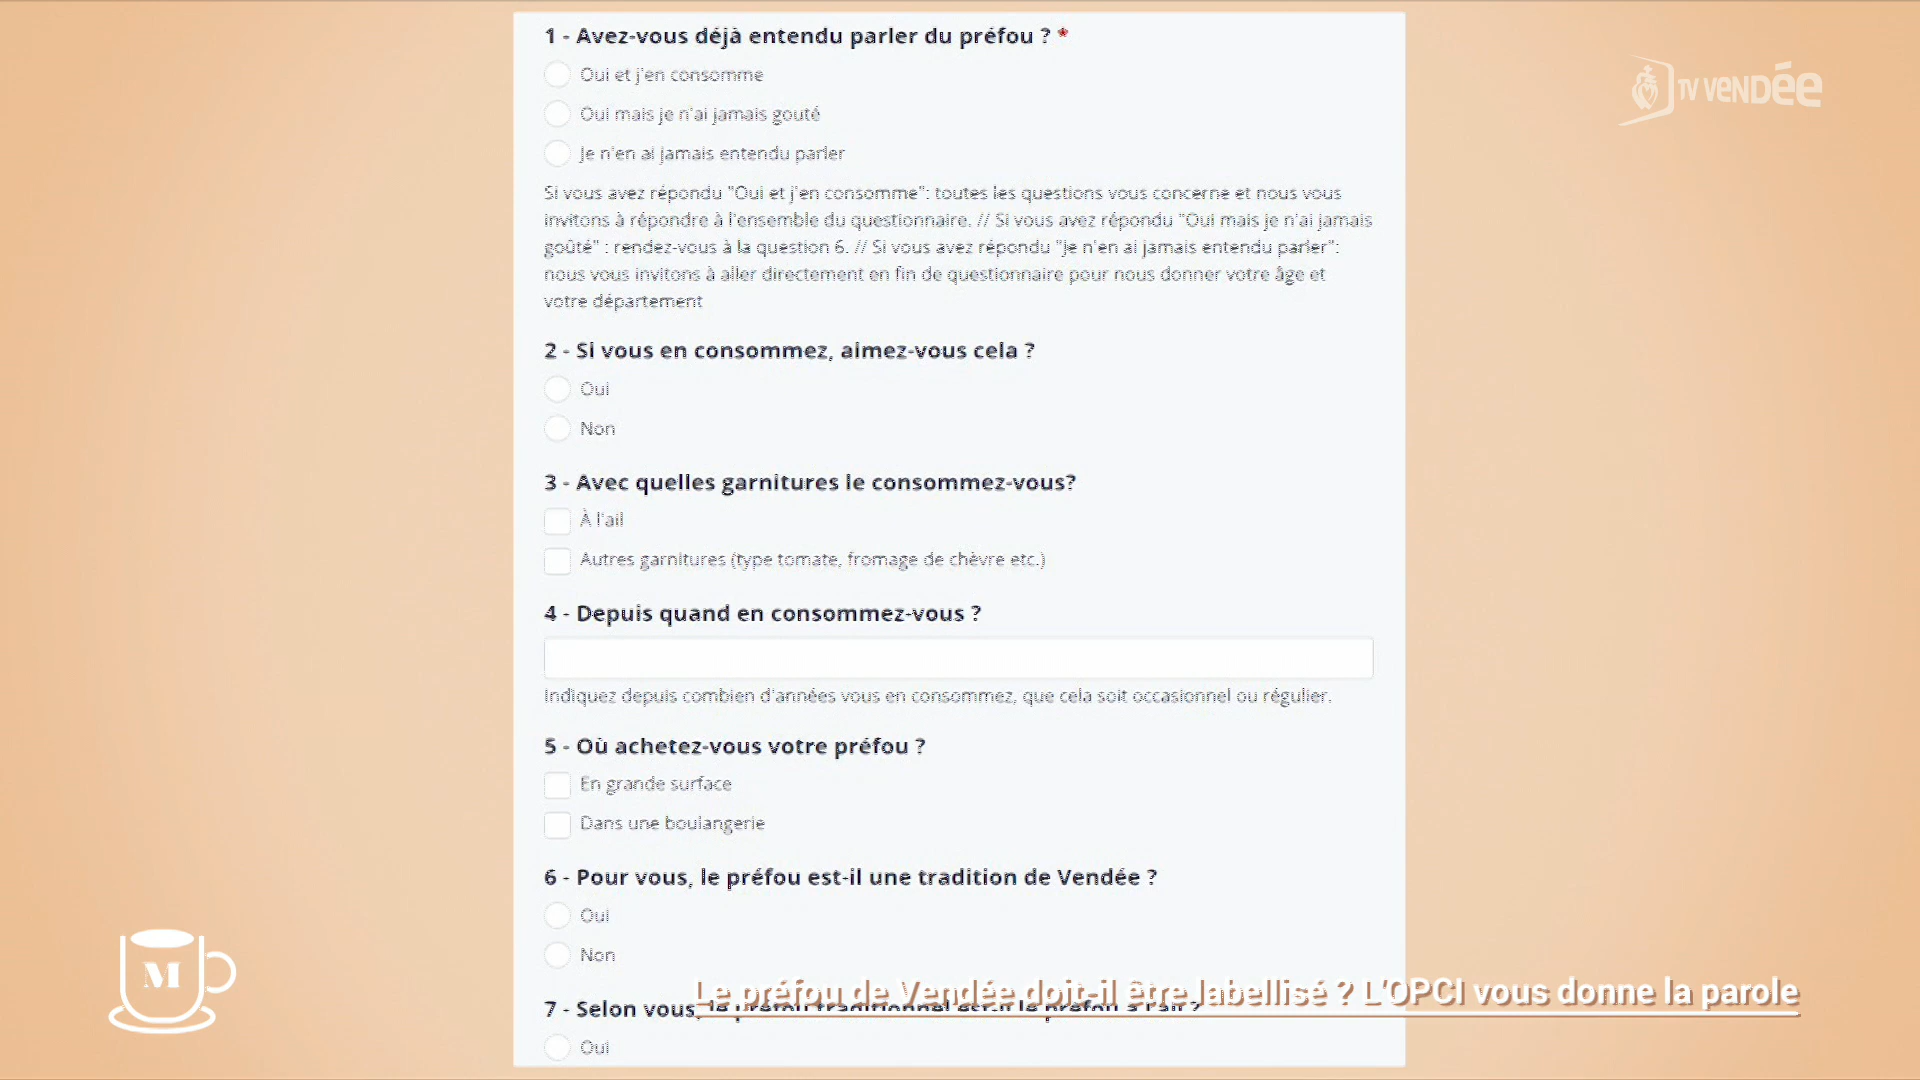 1 - Avez-vous déjà entendu parler du préfou ? *
Oui et j'en consomme
Oui mais je n'ai jamais gouté
Je n'en ai jamais entendu parler
Si vous avez répondu "Oui et j'en consomme": toutes les questions vous concerne et nous vous
invitons à répondre à l'ensemble du questionnaire. // Si vous avez répondu "Oui mais je n'ai jamais
goûté" : rendez-vous à la question 6. // Si vous avez répondu "Je n'en ai jamais entendu parler":
nous vous invitons à aller directement en fin de questionnaire pour nous donner votre âge et
votre département
2 - Si vous en consommez, aimez-vous cela ?
Oui
Non
3 - Avec quelles garnitures le consommez-vous?
À l'ail
Autres garnitures (type tomate, fromage de chèvre etc.)
4 - Depuis quand en consommez-vous ?
Indiquez depuis combien d'années vous en consommez, que cela soit occasionnel ou régulier.
5 - Où achetez-vous votre préfou ?
En grande surface
Dans une boulangerie
6 - Pour vous, le préfou est-il une tradition de Vendée ?
Oui
Non
7 - Selon vous, le préfou traditionnel est-il le préfou à l'ail ?
Oui
TV VENDÉE
M
Le préfou de Vendée doit-il être labellisé ? L'OPCI vous donne la parole